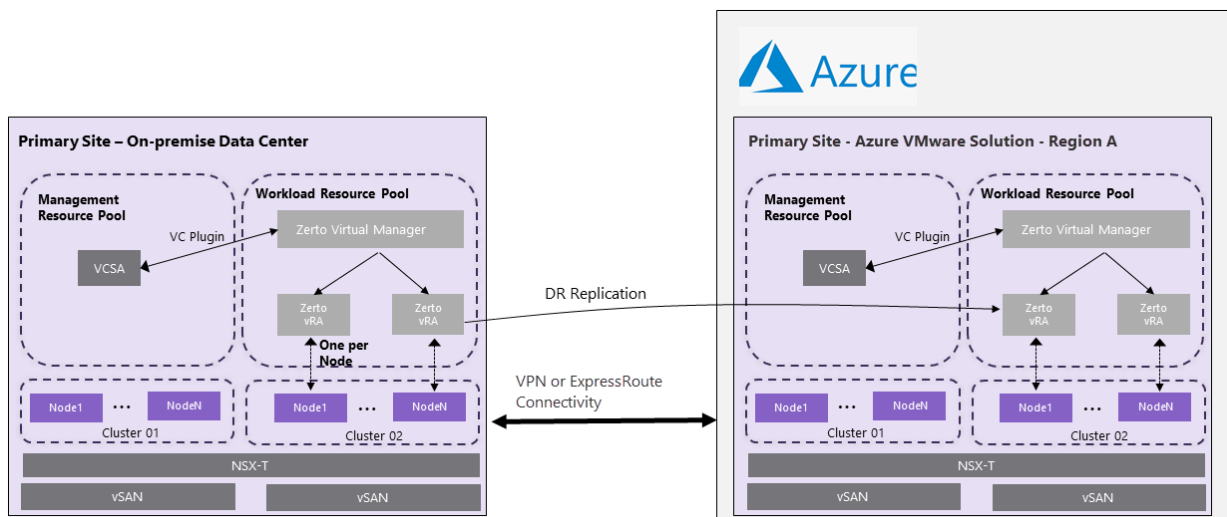 Azure
Primary Site – On-premise Data Center
Management
Resource Pool
Workload Resource Pool
VC Plugin
Zerto Virtual Manager
VCSA
Zerto
vRA
Zerto
vRA
One per
Node
Node1
...
NodeN
Cluster 01
Node1
...
NodeN
Cluster 02
NSX-T
vSAN
vSAN
DR Replication
VPN or ExpressRoute
Connectivity
Primary Site - Azure VMware Solution - Region A
Management
Resource Pool
Workload Resource Pool
VC Plugin
Zerto Virtual Manager
VCSA
Zerto
vRA
Zerto
vRA
Node1
...
NodeN
Cluster 01
Node1
...
NodeN
Cluster 02
NSX-T
vSAN
vSAN